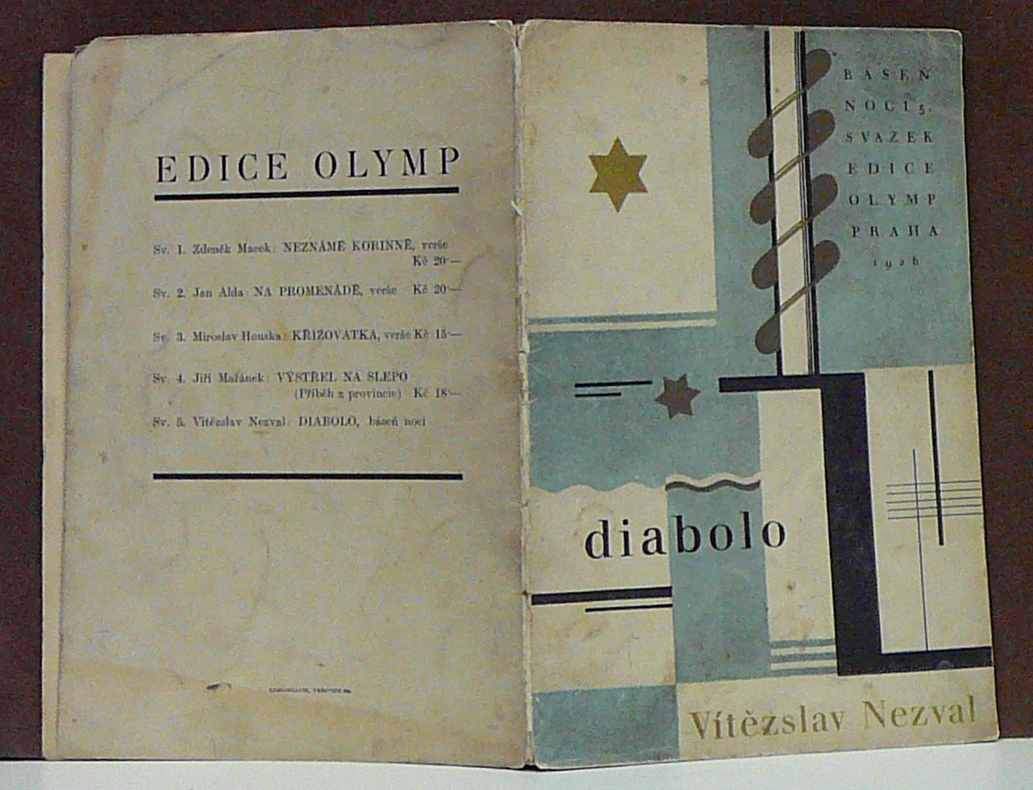 EDICE OLYMP
Sv. 1. Zdeněk Macek: NEZNÁMÉ KORINNĚ, verše
Kč 20·—
Sv. 2. Jan Alda: NA PROMENÁDĚ, verše Kč 20·—
Sv. 3. Miroslav Houska: KŘIŽOVATKA, verše Kč 15·—
Sv. 4. Jiří Mařánek: VÝSTŘEL NA SLEPO
(Příběh z provincie) Kč 18·—
Sv. 5. Vítězslav Nezval: DIABOLO, báseň noci
BÁSEŇ
NOCI 5.
SVAZEK
EDICE
OLYMP
PRAHA
1926
diabolo
Vítězslav Nezval